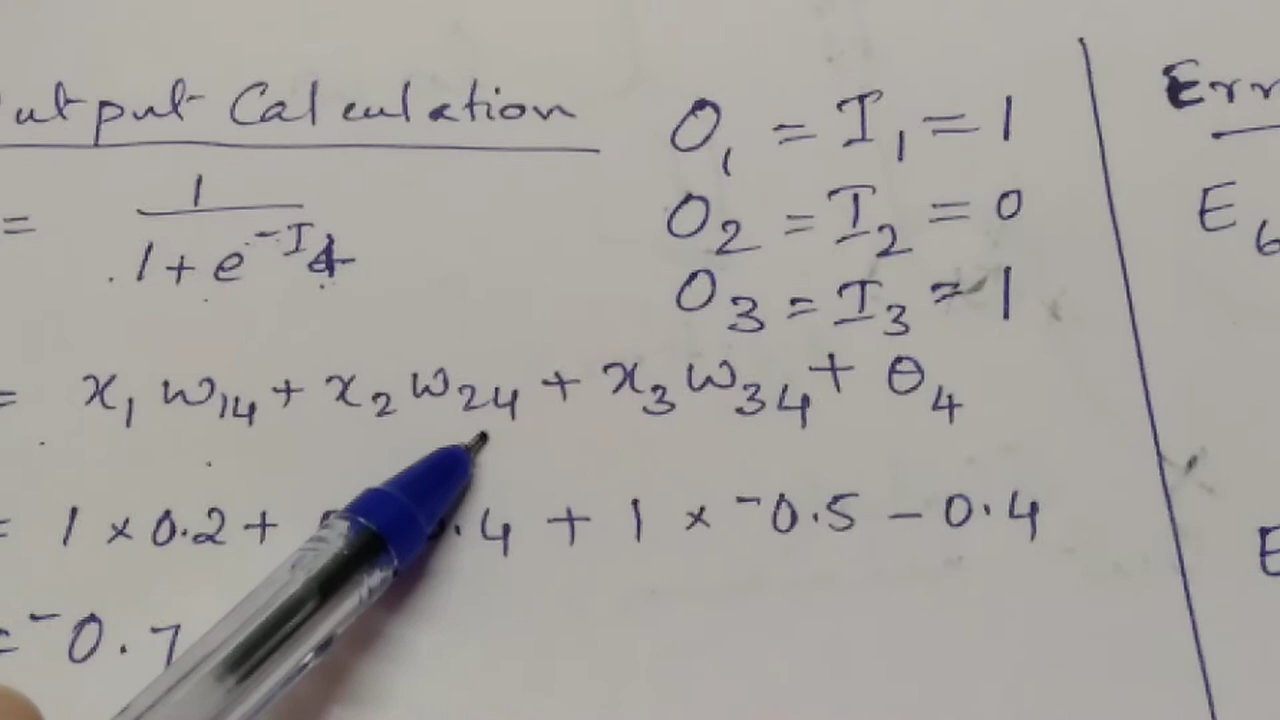 utput Calculation
= 1 / 1 + e^-I4
O1 = I1 = 1
O2 = I2 = 0
O3 = I3 = 1
= x1 w14 + x2 w24 + x3 w34 + θ4
= 1 × 0.2 + .4 + 1 × -0.5 - 0.4
= -0.7
Err
E6
E